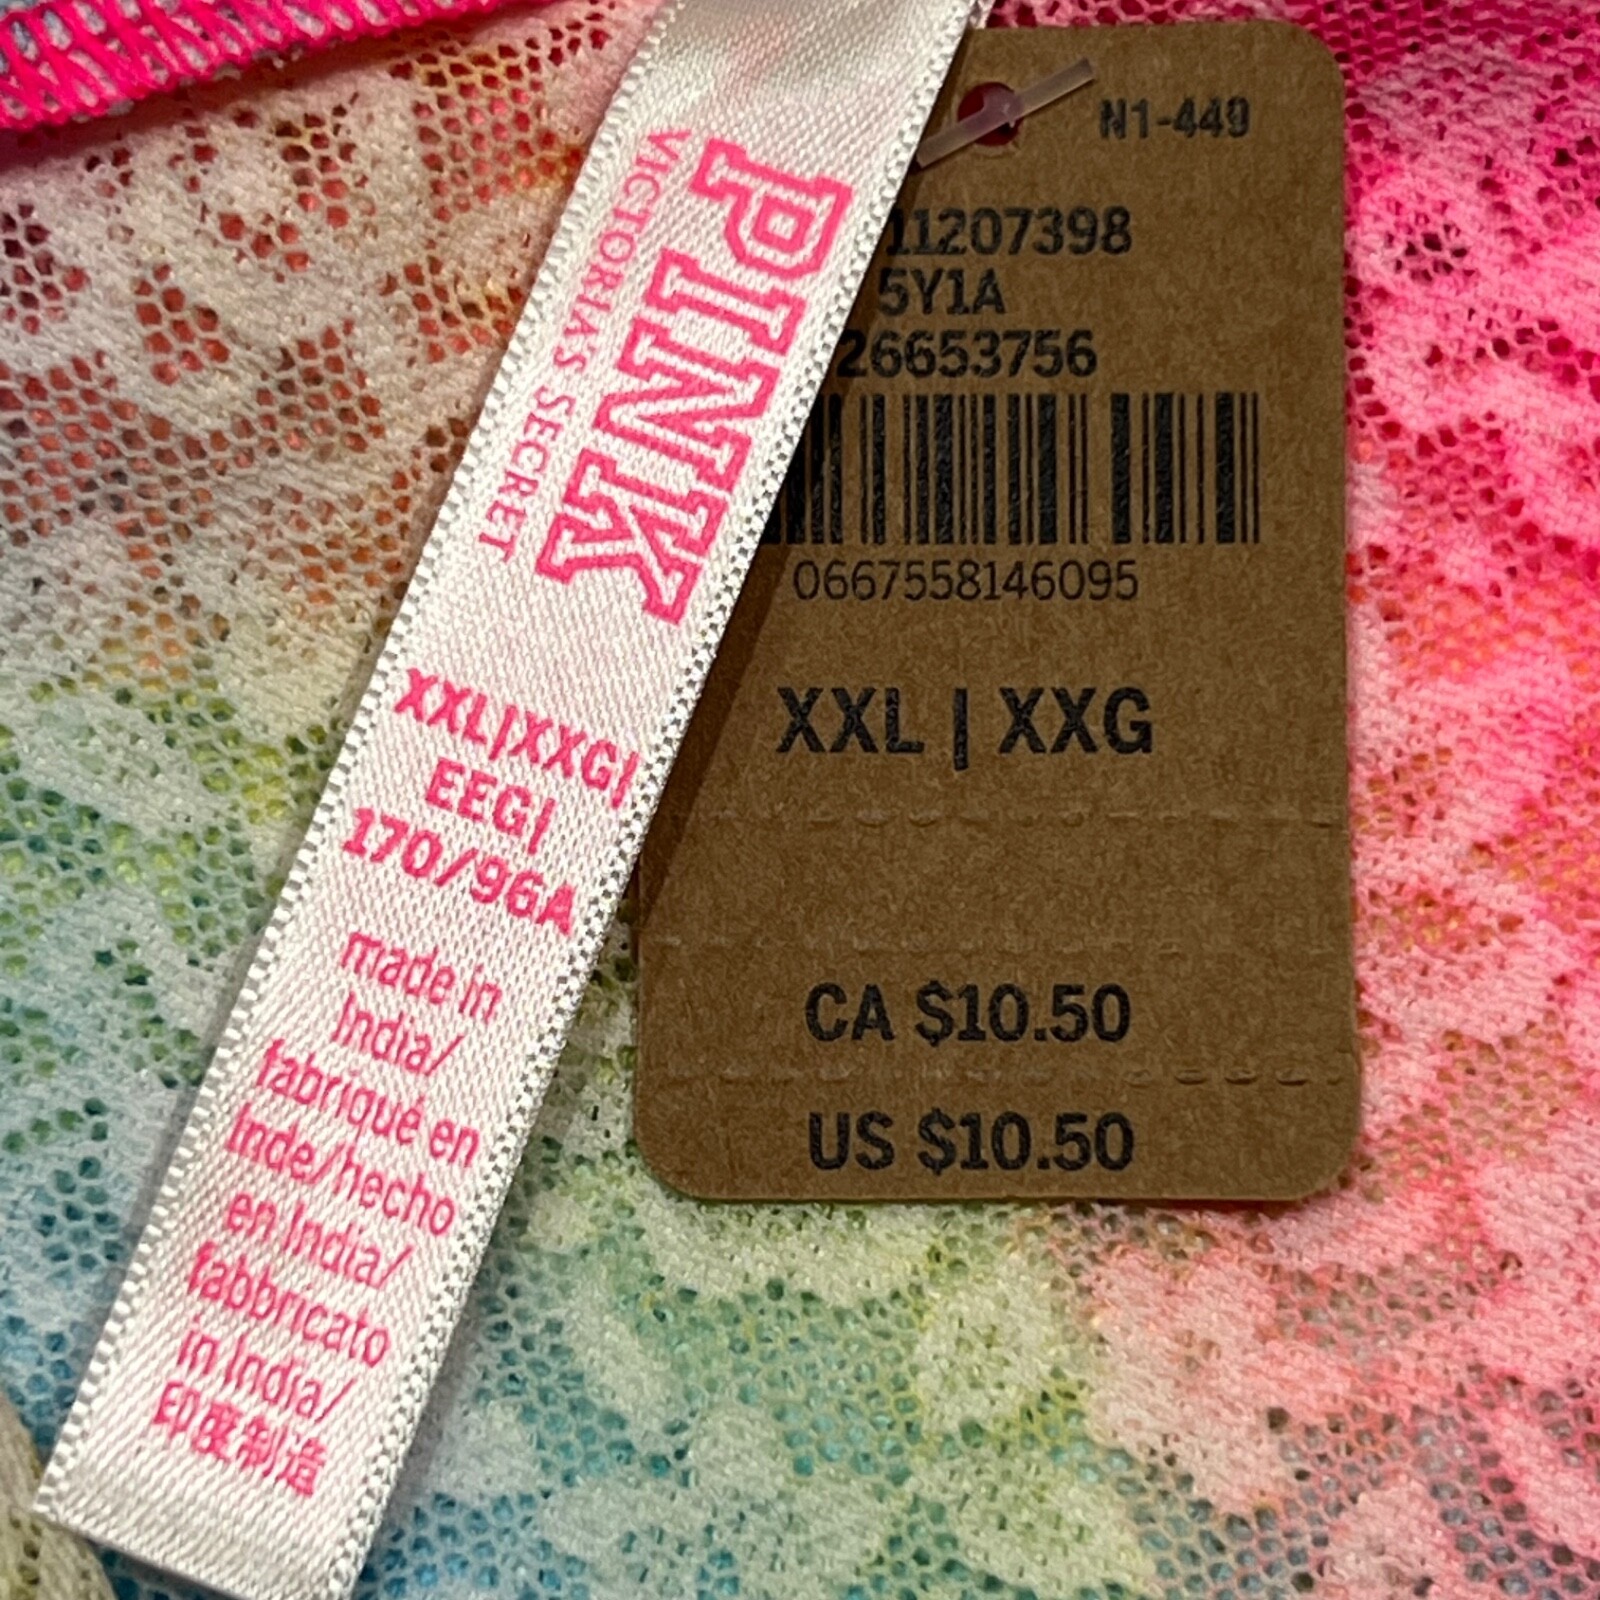 PINK
VICTORIA'S SECRET
XXL|XXG|
EEG|
170/96A
made in
India/
fabriqué en
Inde/hecho
en India/
fabbricato
in India/
印度制造
N1-449
11207398
5Y1A
26653756
0667558146095
XXL | XXG
CA $10.50
US $10.50